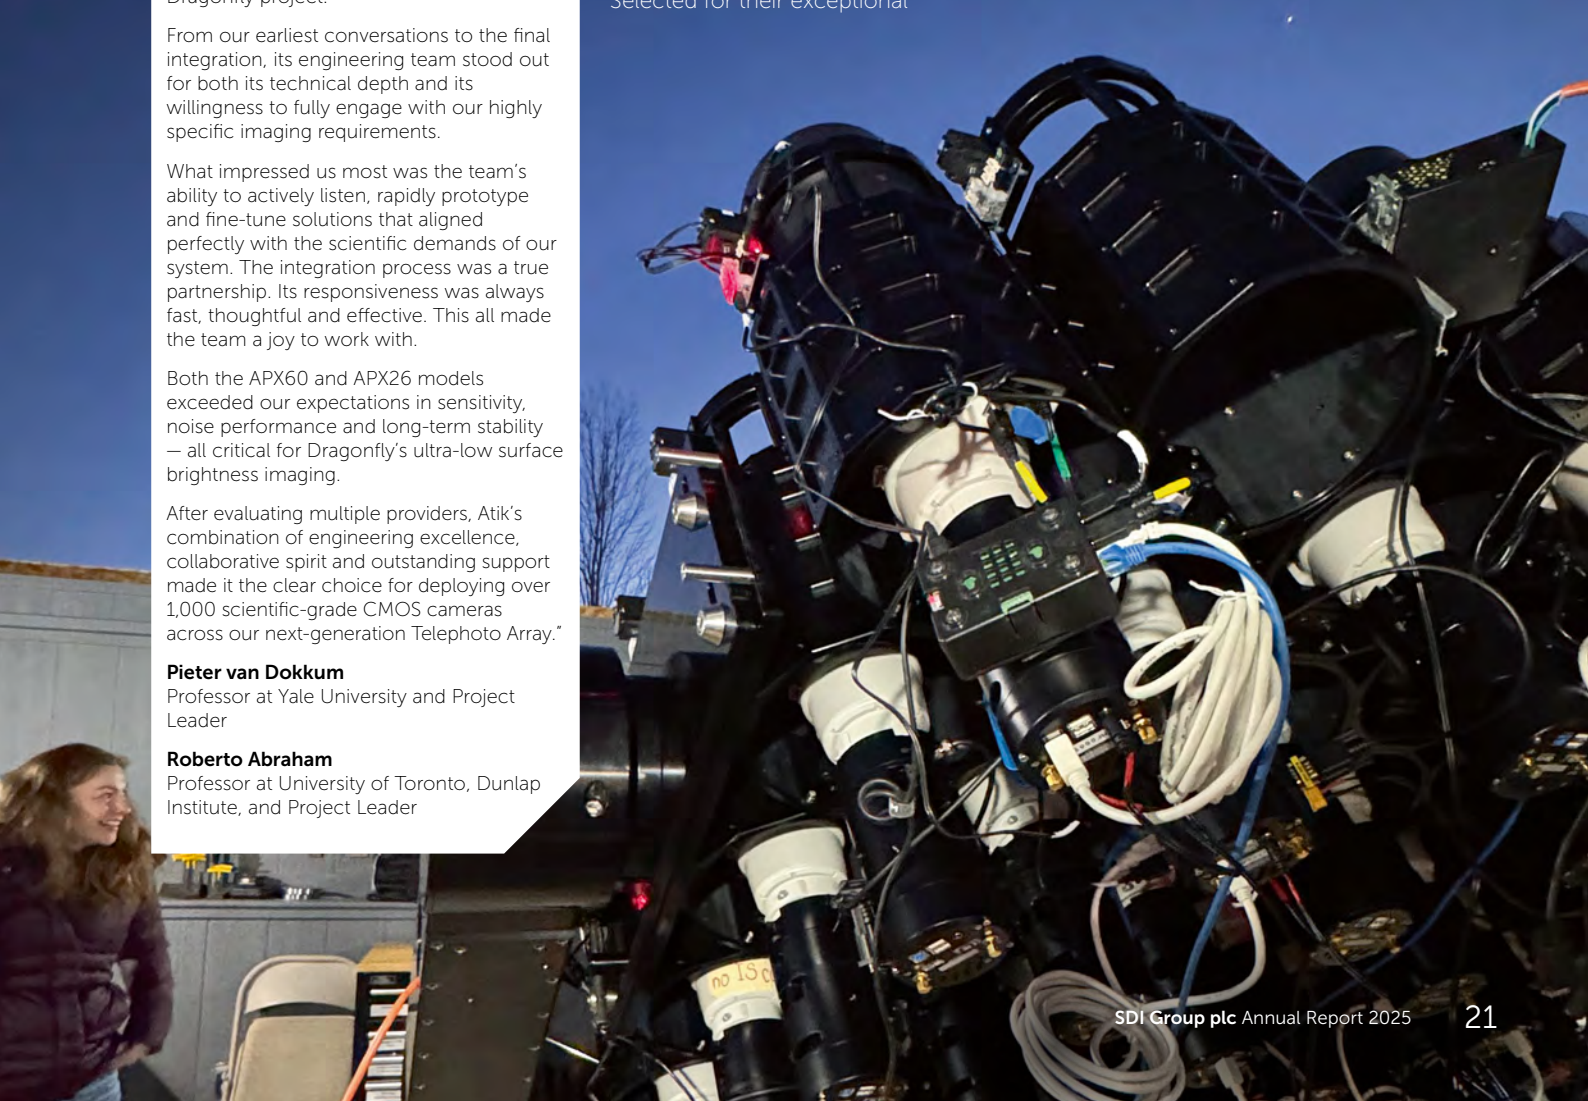 Dragonfly project.
From our earliest conversations to the final
integration, its engineering team stood out
for both its technical depth and its
willingness to fully engage with our highly
specific imaging requirements.
What impressed us most was the team’s
ability to actively listen, rapidly prototype
and fine-tune solutions that aligned
perfectly with the scientific demands of our
system. The integration process was a true
partnership. Its responsiveness was always
fast, thoughtful and effective. This all made
the team a joy to work with.
Both the APX60 and APX26 models
exceeded our expectations in sensitivity,
noise performance and long-term stability
— all critical for Dragonfly’s ultra-low surface
brightness imaging.
After evaluating multiple providers, Atik’s
combination of engineering excellence,
collaborative spirit and outstanding support
made it the clear choice for deploying over
1,000 scientific-grade CMOS cameras
across our next-generation Telephoto Array.”
Pieter van Dokkum
Professor at Yale University and Project
Leader
Roberto Abraham
Professor at University of Toronto, Dunlap
Institute, and Project Leader
Selected for their exceptional
no IS
SDI Group plc Annual Report 2025 21